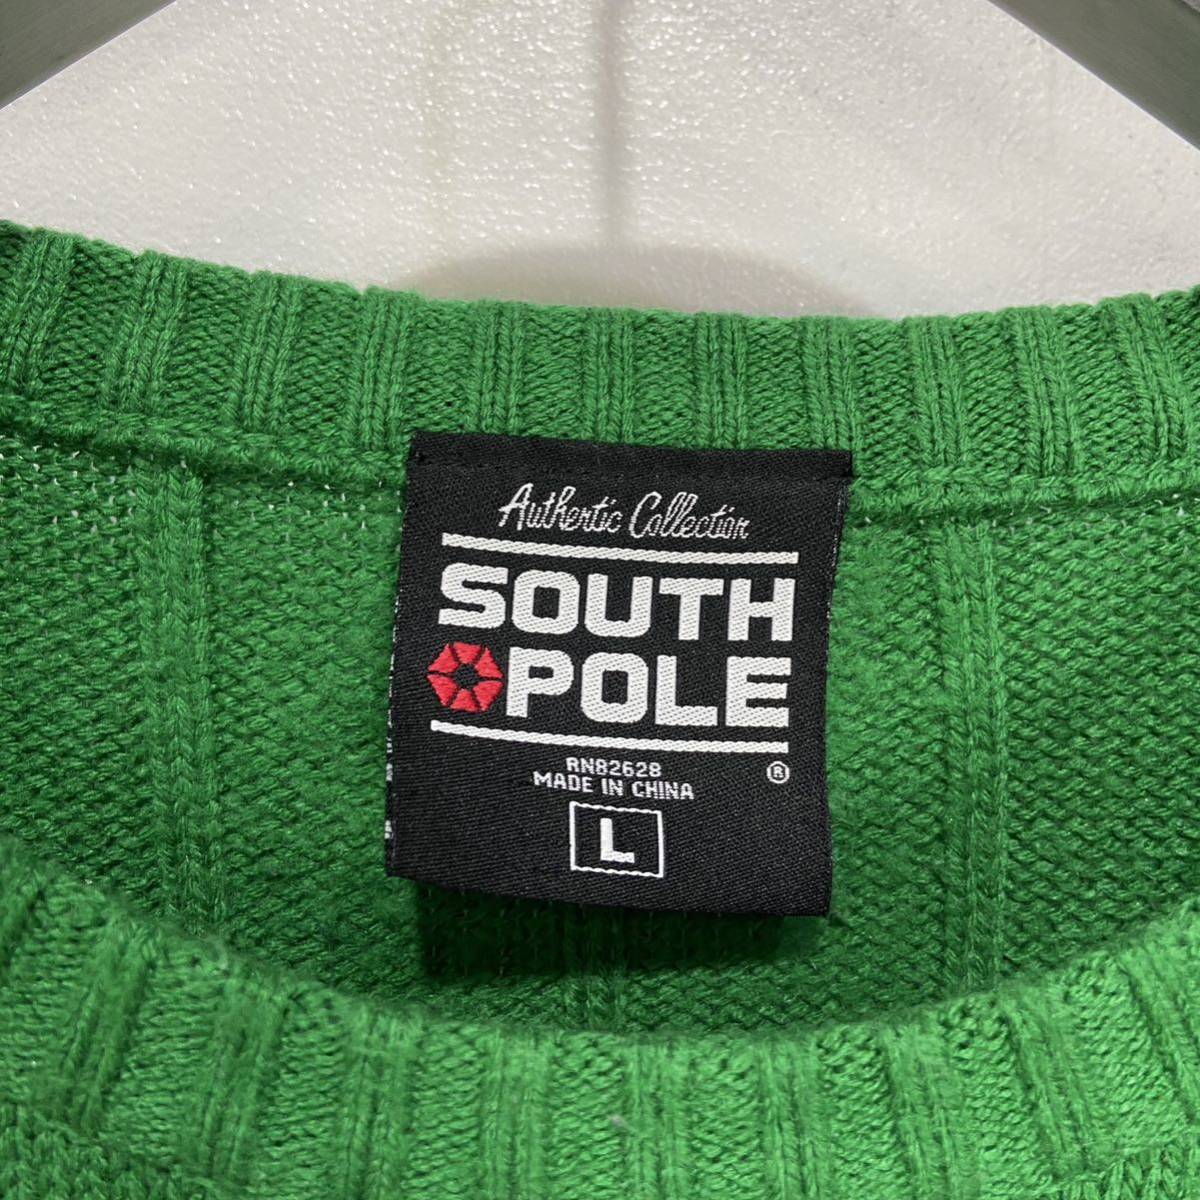 Authentic Collection
SOUTH
POLE
®
RN82628
MADE IN CHINA
L